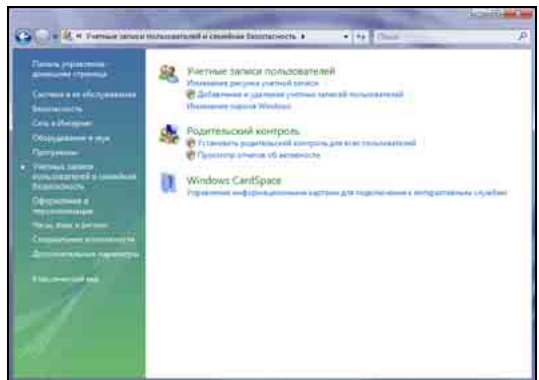 « Учетные записи пользователей и семейная безопасность
Поиск
Панель управления -
домашняя страница
Система и ее обслуживание
Безопасность
Сеть и Интернет
Оборудование и звук
Программы
Учетные записи
пользователей и семейная
безопасность
Оформление и
персонализация
Часы, язык и регион
Специальные возможности
Дополнительные параметры
Классический вид
Учетные записи пользователей
Изменение рисунка учетной записи
Добавление и удаление учетных записей пользователей
Изменение пароля Windows
Родительский контроль
Установить родительский контроль для всех пользователей
Просмотр отчетов об активности
Windows CardSpace
Управление информационными картами для подключения к интерактивным службам